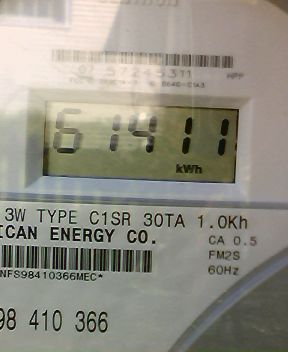 57245311
61411
kWh
3W TYPE C1SR 30TA 1.0Kh
ICAN ENERGY CO.
CA 0.5
FM2S
60Hz
NFS98410366MEC*
98 410 366